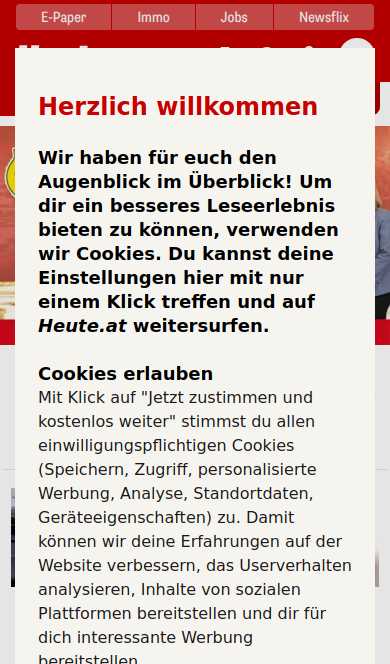 E-Paper
Immo
Jobs
Newsflix
Herzlich willkommen
Wir haben für euch den
Augenblick im Überblick! Um
dir ein besseres Leseerlebnis
bieten zu können, verwenden
wir Cookies. Du kannst deine
Einstellungen hier mit nur
einem Klick treffen und auf
Heute.at weitersurfen.
Cookies erlauben
Mit Klick auf "Jetzt zustimmen und
kostenlos weiter" stimmst du allen
einwilligungspflichtigen Cookies
(Speichern, Zugriff, personalisierte
Werbung, Analyse, Standortdaten,
Geräteeigenschaften) zu. Damit
können wir deine Erfahrungen auf der
Website verbessern, das Userverhalten
analysieren, Inhalte von sozialen
Plattformen bereitstellen und dir für
dich interessante Werbung
bereitstellen